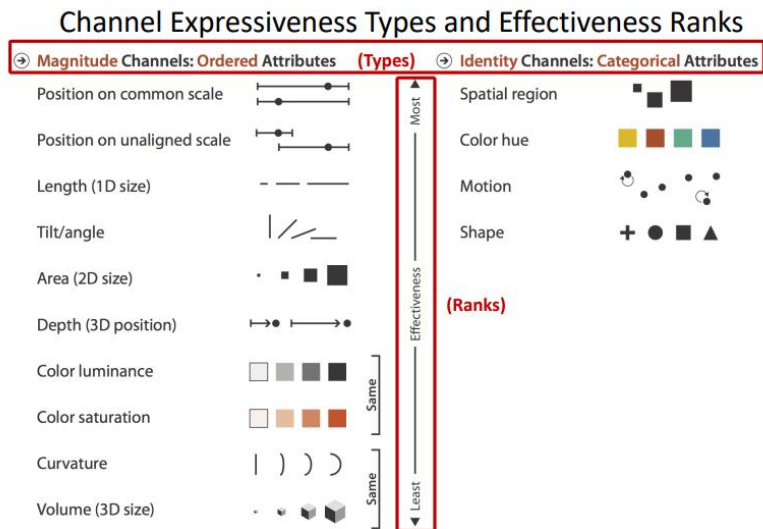 Channel Expressiveness Types and Effectiveness Ranks
Magnitude Channels: Ordered Attributes
(Types)
Identity Channels: Categorical Attributes
Position on common scale
Position on unaligned scale
Length (1D size)
Tilt/angle
Area (2D size)
Depth (3D position)
Color luminance
Color saturation
Curvature
Volume (3D size)
Same
Same
Most
Effectiveness
Least
(Ranks)
Spatial region
Color hue
Motion
Shape